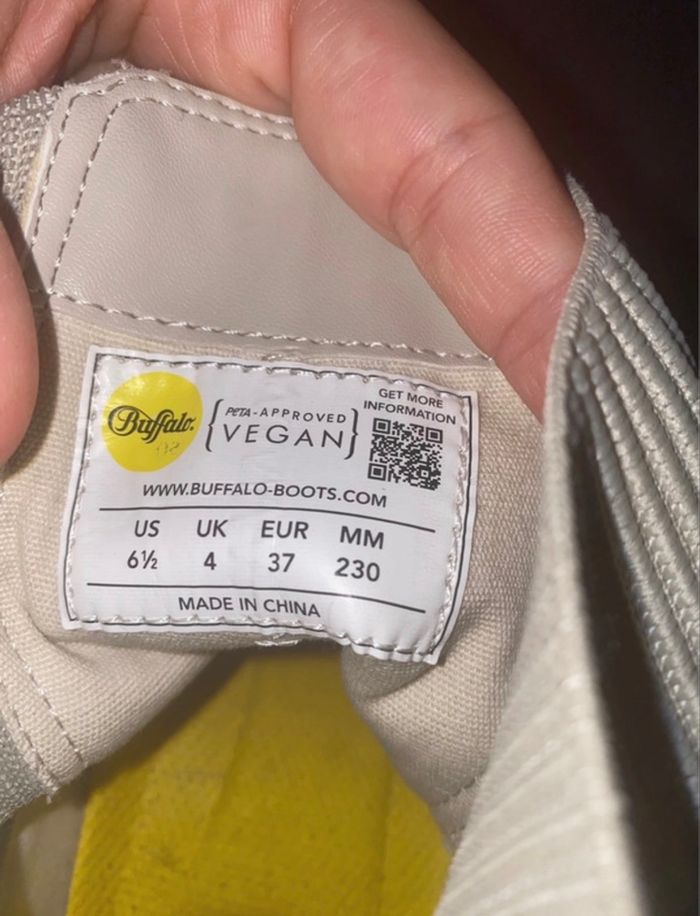 Buffalo
PETA-APPROVED
VEGAN
GET MORE
INFORMATION
WWW.BUFFALO-BOOTS.COM
US UK EUR MM
6½ 4 37 230
MADE IN CHINA